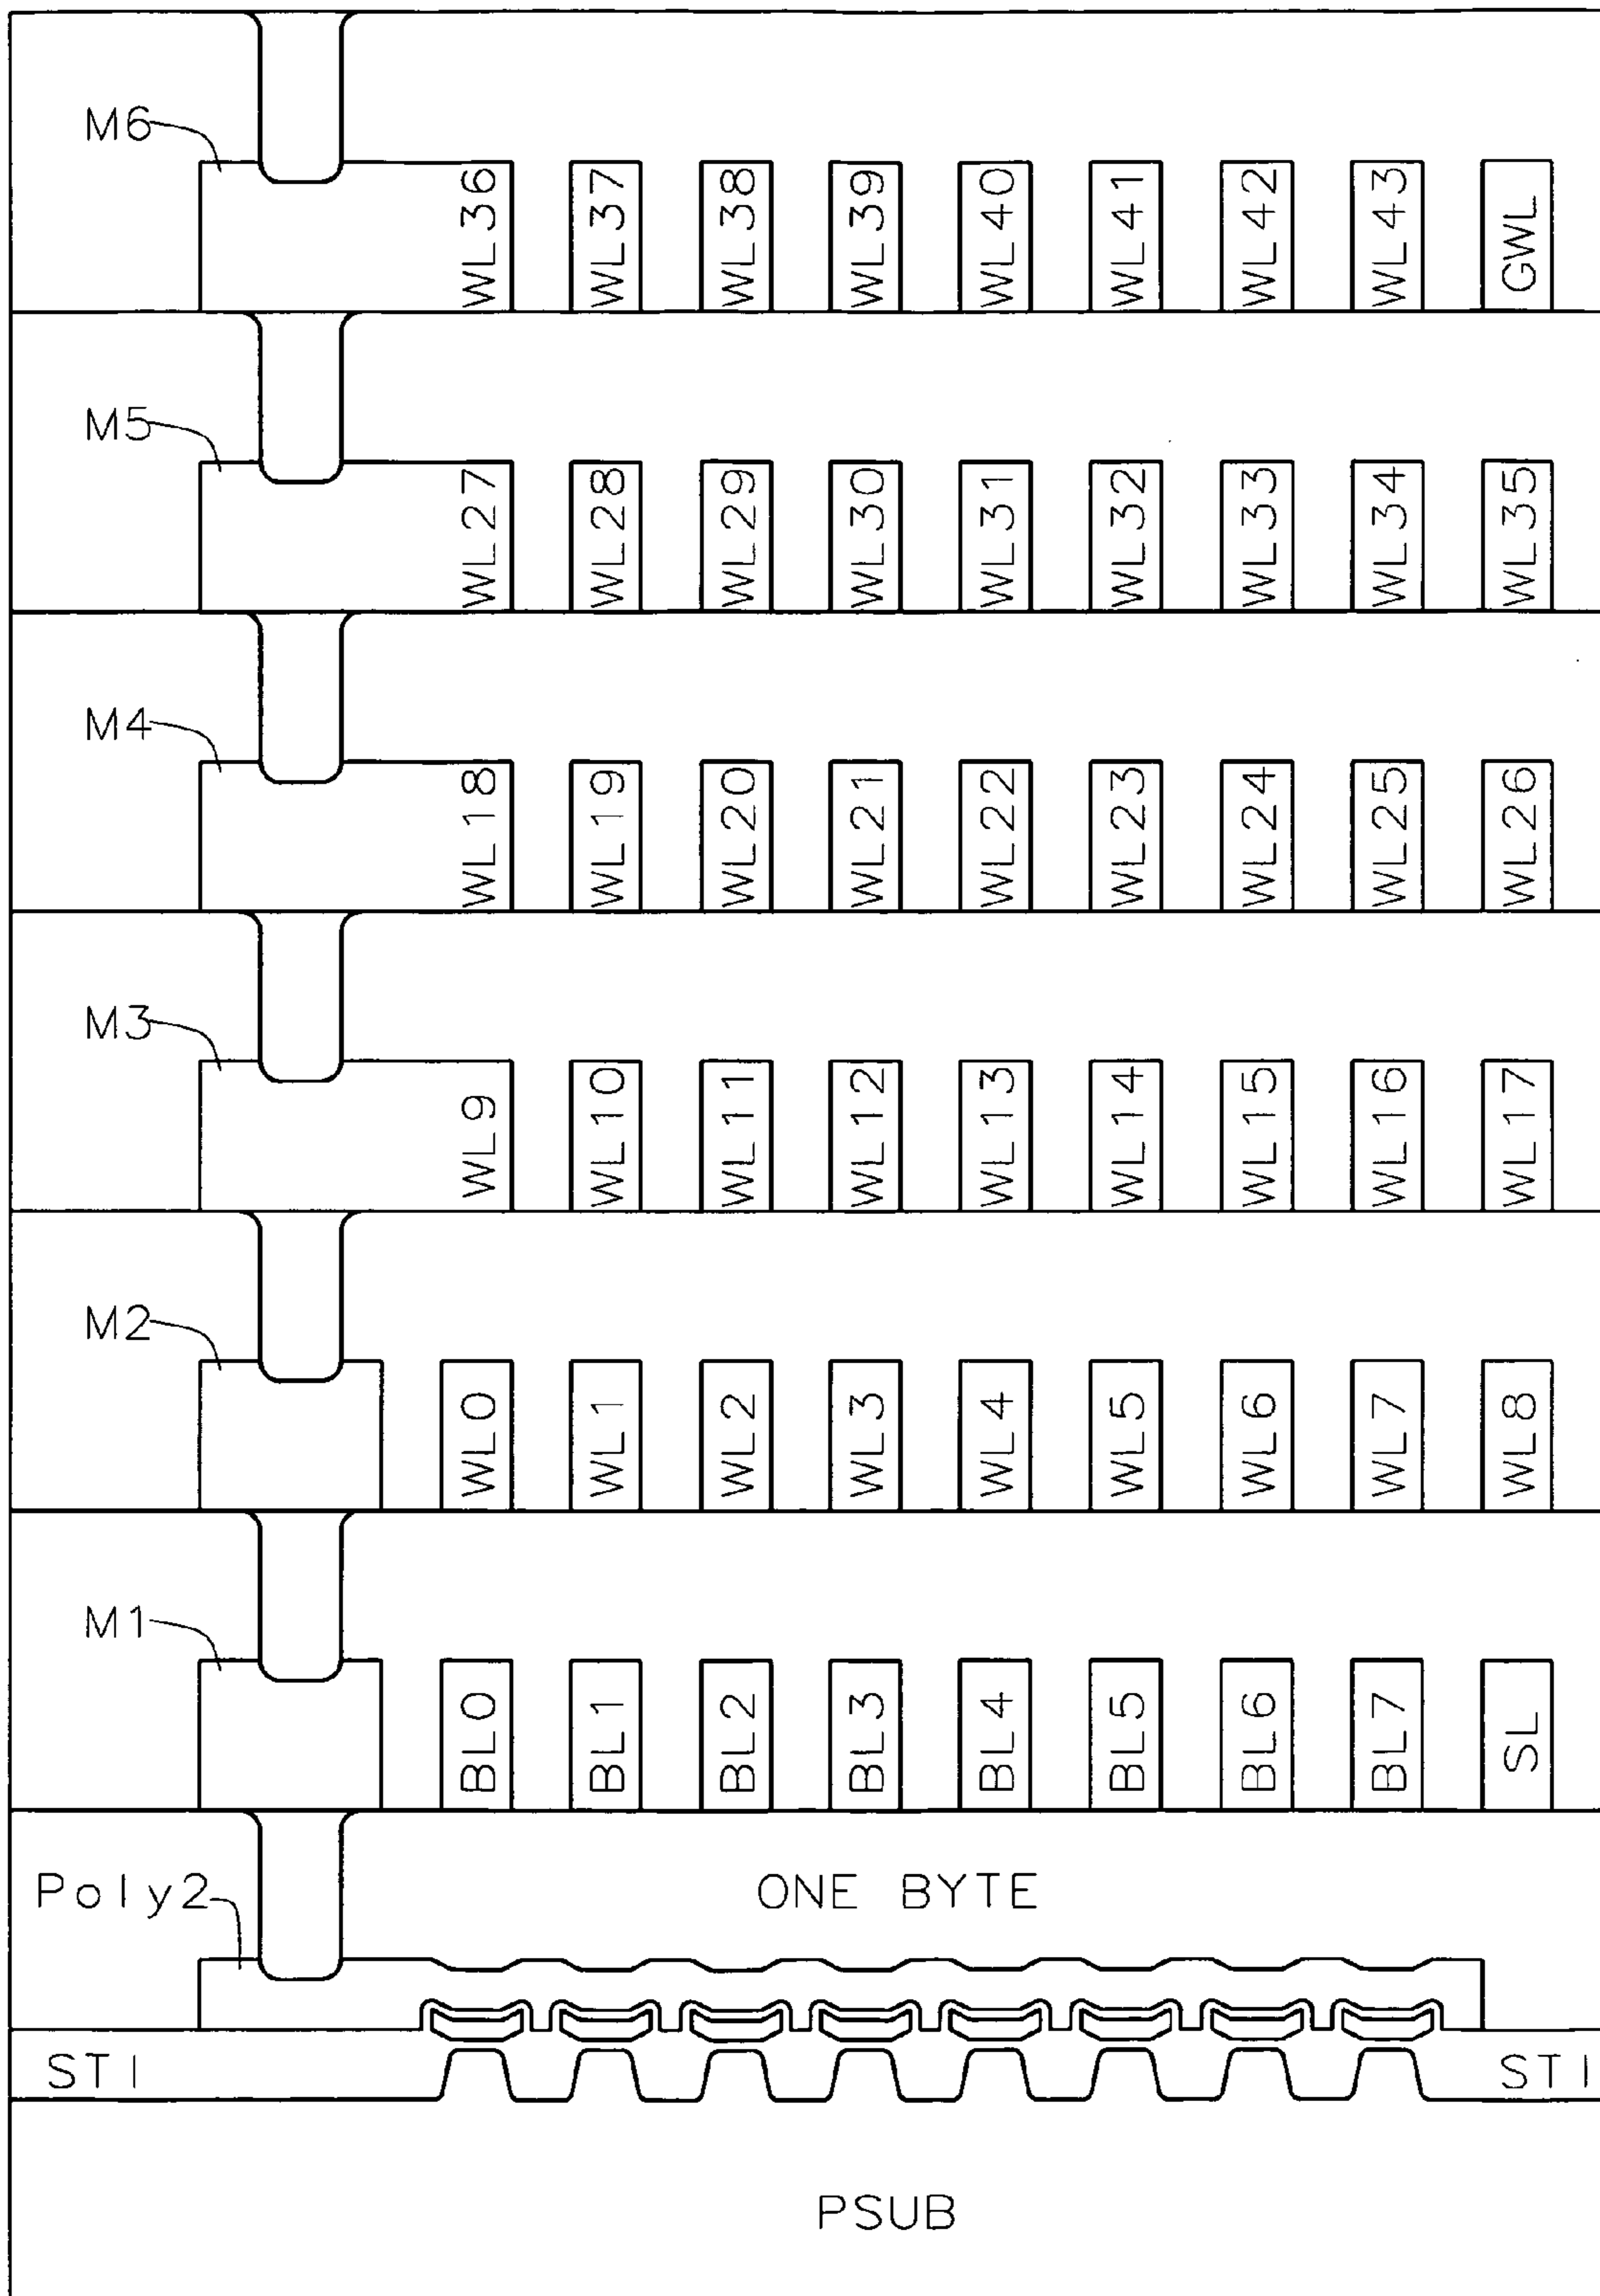 M6
WL36 WL37 WL38 WL39 WL40 WL41 WL42 WL43 GWL
M5
WL27 WL28 WL29 WL30 WL31 WL32 WL33 WL34 WL35
M4
WL18 WL19 WL20 WL21 WL22 WL23 WL24 WL25 WL26
M3
WL9 WL10 WL11 WL12 WL13 WL14 WL15 WL16 WL17
M2
WL0 WL1 WL2 WL3 WL4 WL5 WL6 WL7 WL8
M1
BL0 BL1 BL2 BL3 BL4 BL5 BL6 BL7 SL
Poly2 ONE BYTE
STI STI
PSUB